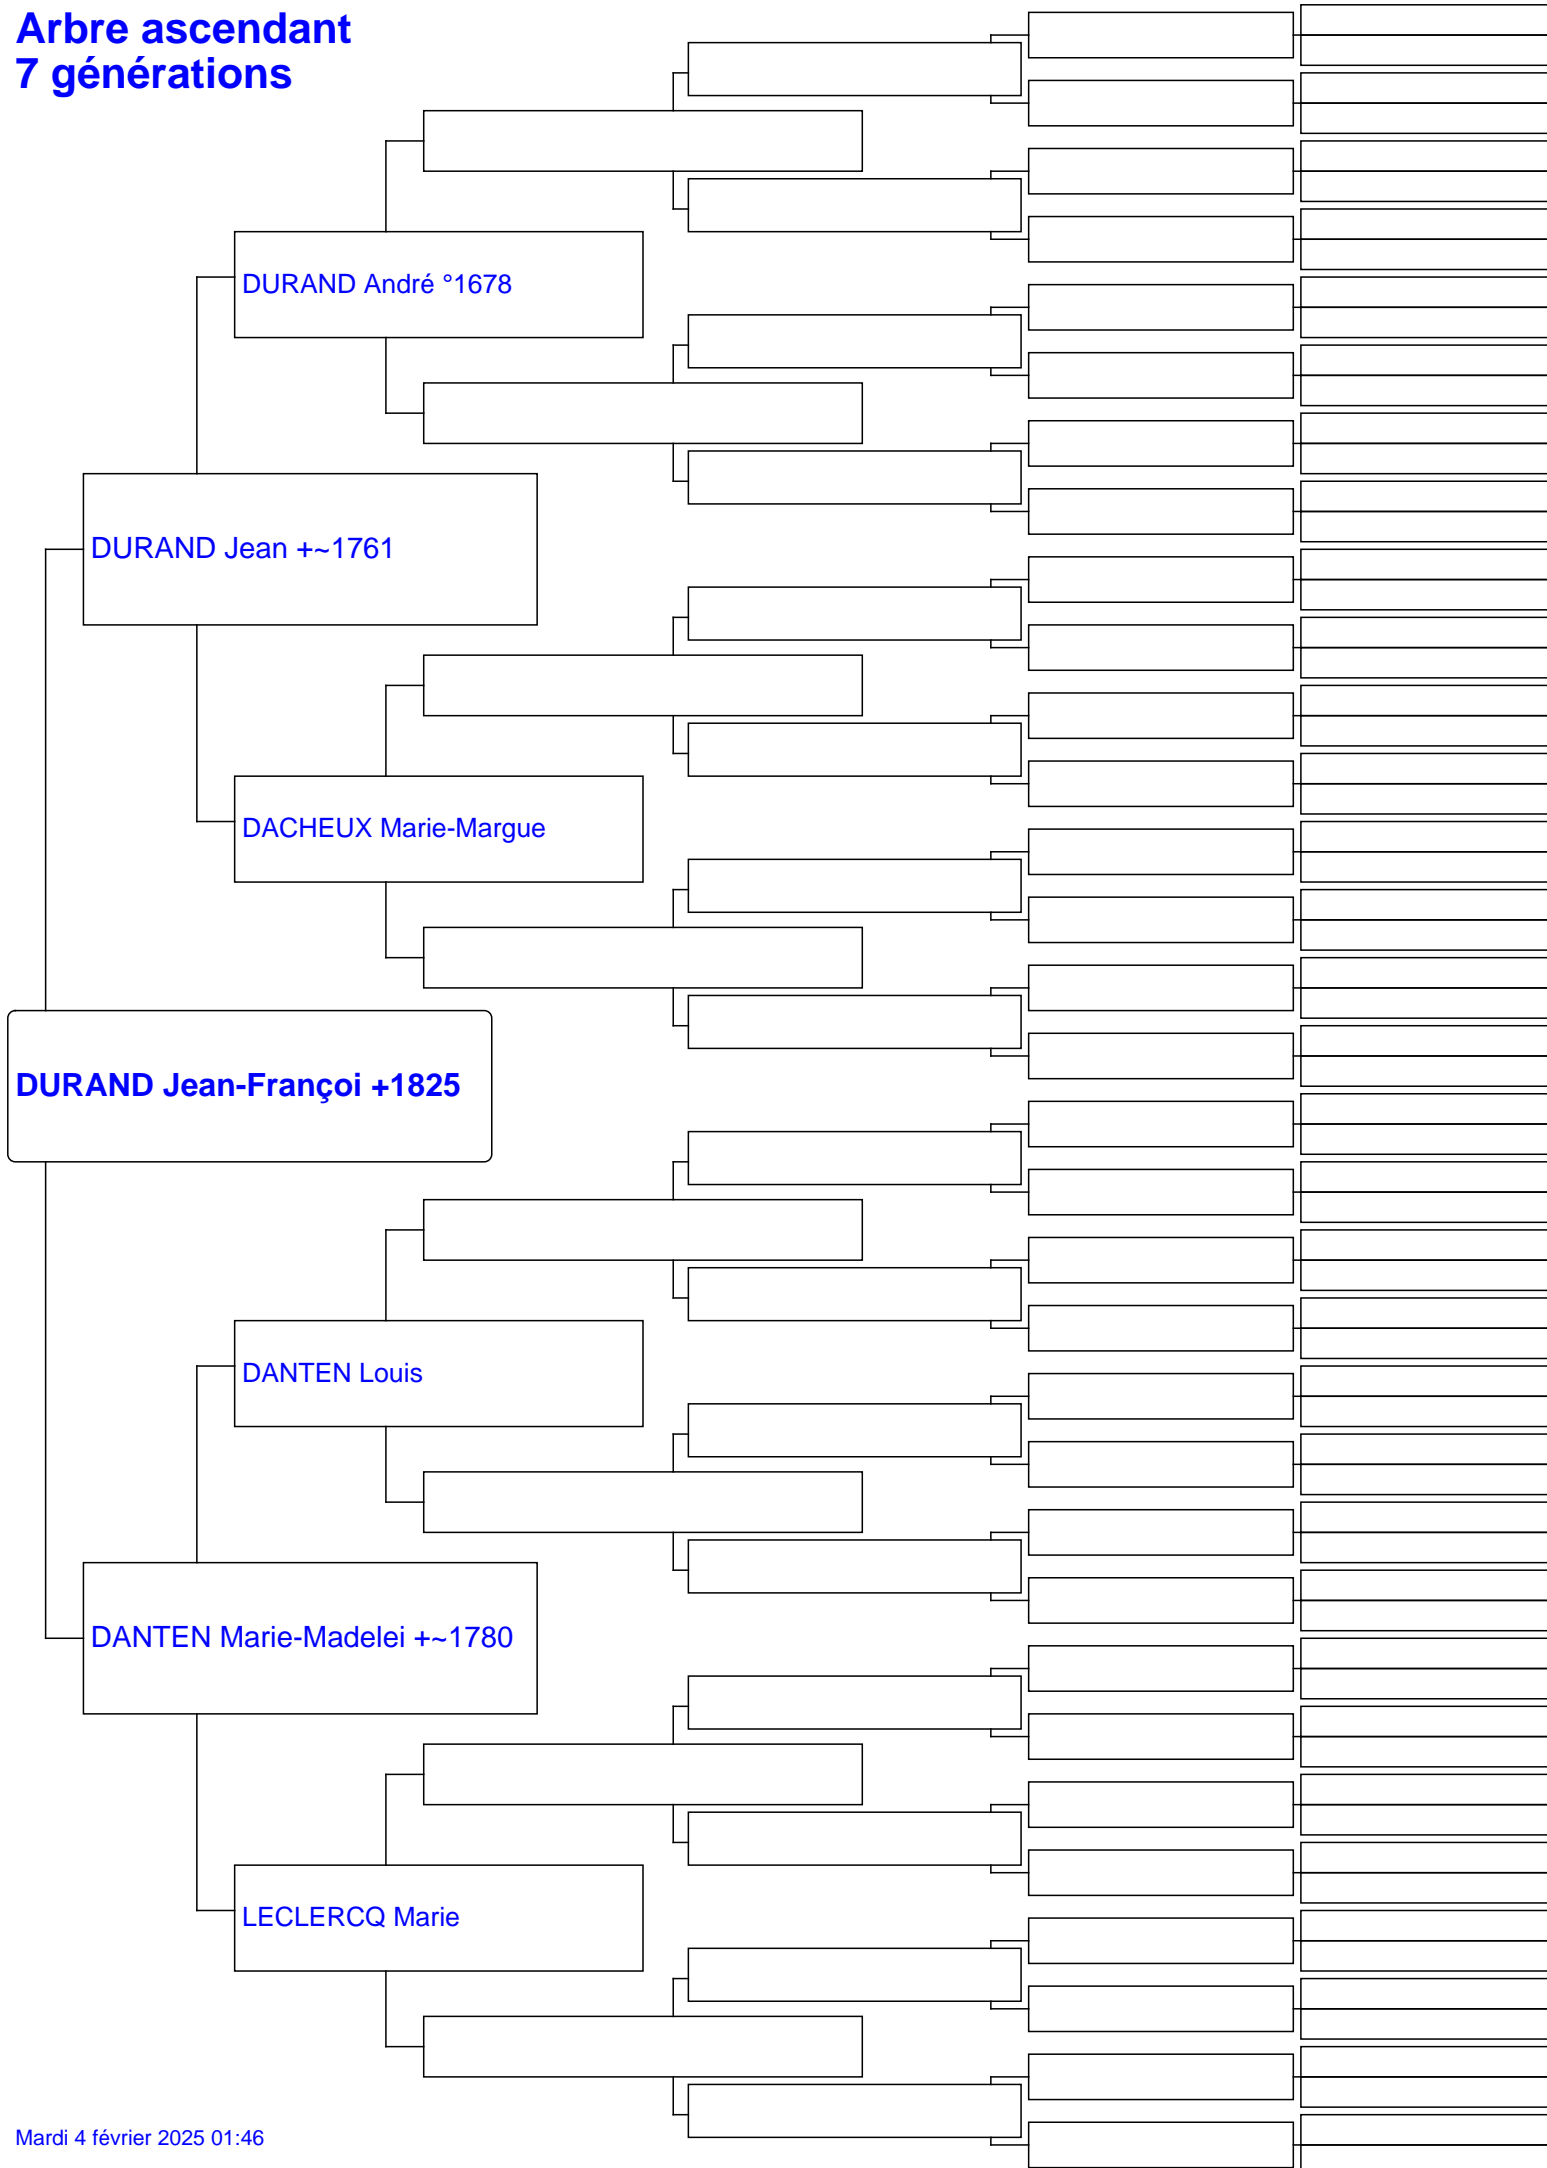 Arbre ascendant
7 générations
DURAND André °1678
DURAND Jean +~1761
DACHEUX Marie-Margue
DURAND Jean-Françoi +1825
DANTEN Louis
DANTEN Marie-Madelei +~1780
LECLERCQ Marie
Mardi 4 février 2025 01:46